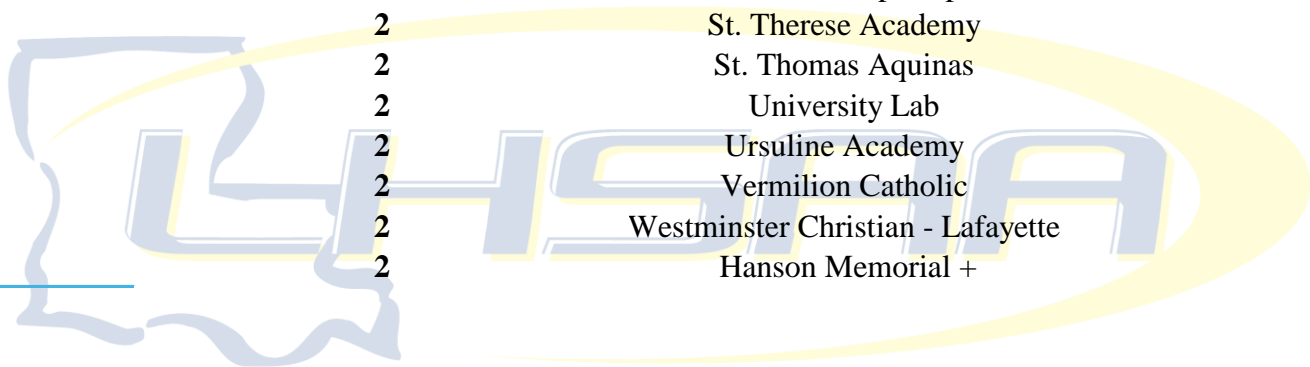 2 St. Therese Academy
2 St. Thomas Aquinas
2 University Lab
2 Ursuline Academy
2 Vermilion Catholic
2 Westminster Christian - Lafayette
2 Hanson Memorial +
LHSAA